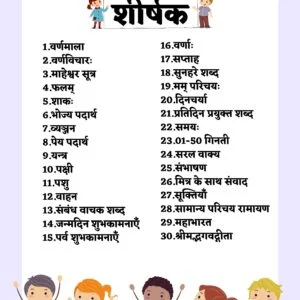 शीर्षक
1.वर्णमाला
2.वर्णविचारः
3.माहेश्वर सूत्र
4.फलम्
5.शाकः
6.भोज्य पदार्थ
7.व्यञ्जन
8.पेय पदार्थ
9.यन्त्र
10.पक्षी
11.पशु
12.वाहन
13.संबंध वाचक शब्द
14.जन्मदिन शुभकामनाएँ
15.पर्व शुभकामनाएँ
16.वर्णाः
17.सप्ताह
18.सुनहरे शब्द
19.मम् परिचयः
20.दिनचर्या
21.प्रतिदिन प्रयुक्त शब्द
22.समयः
23.01-50 गिनती
24.सरल वाक्य
25.संभाषण
26.मित्र के साथ संवाद
27.सूक्तियाँ
28.सामान्य परिचय रामायण
29.महाभारत
30.श्रीमद्भगवद्गीता